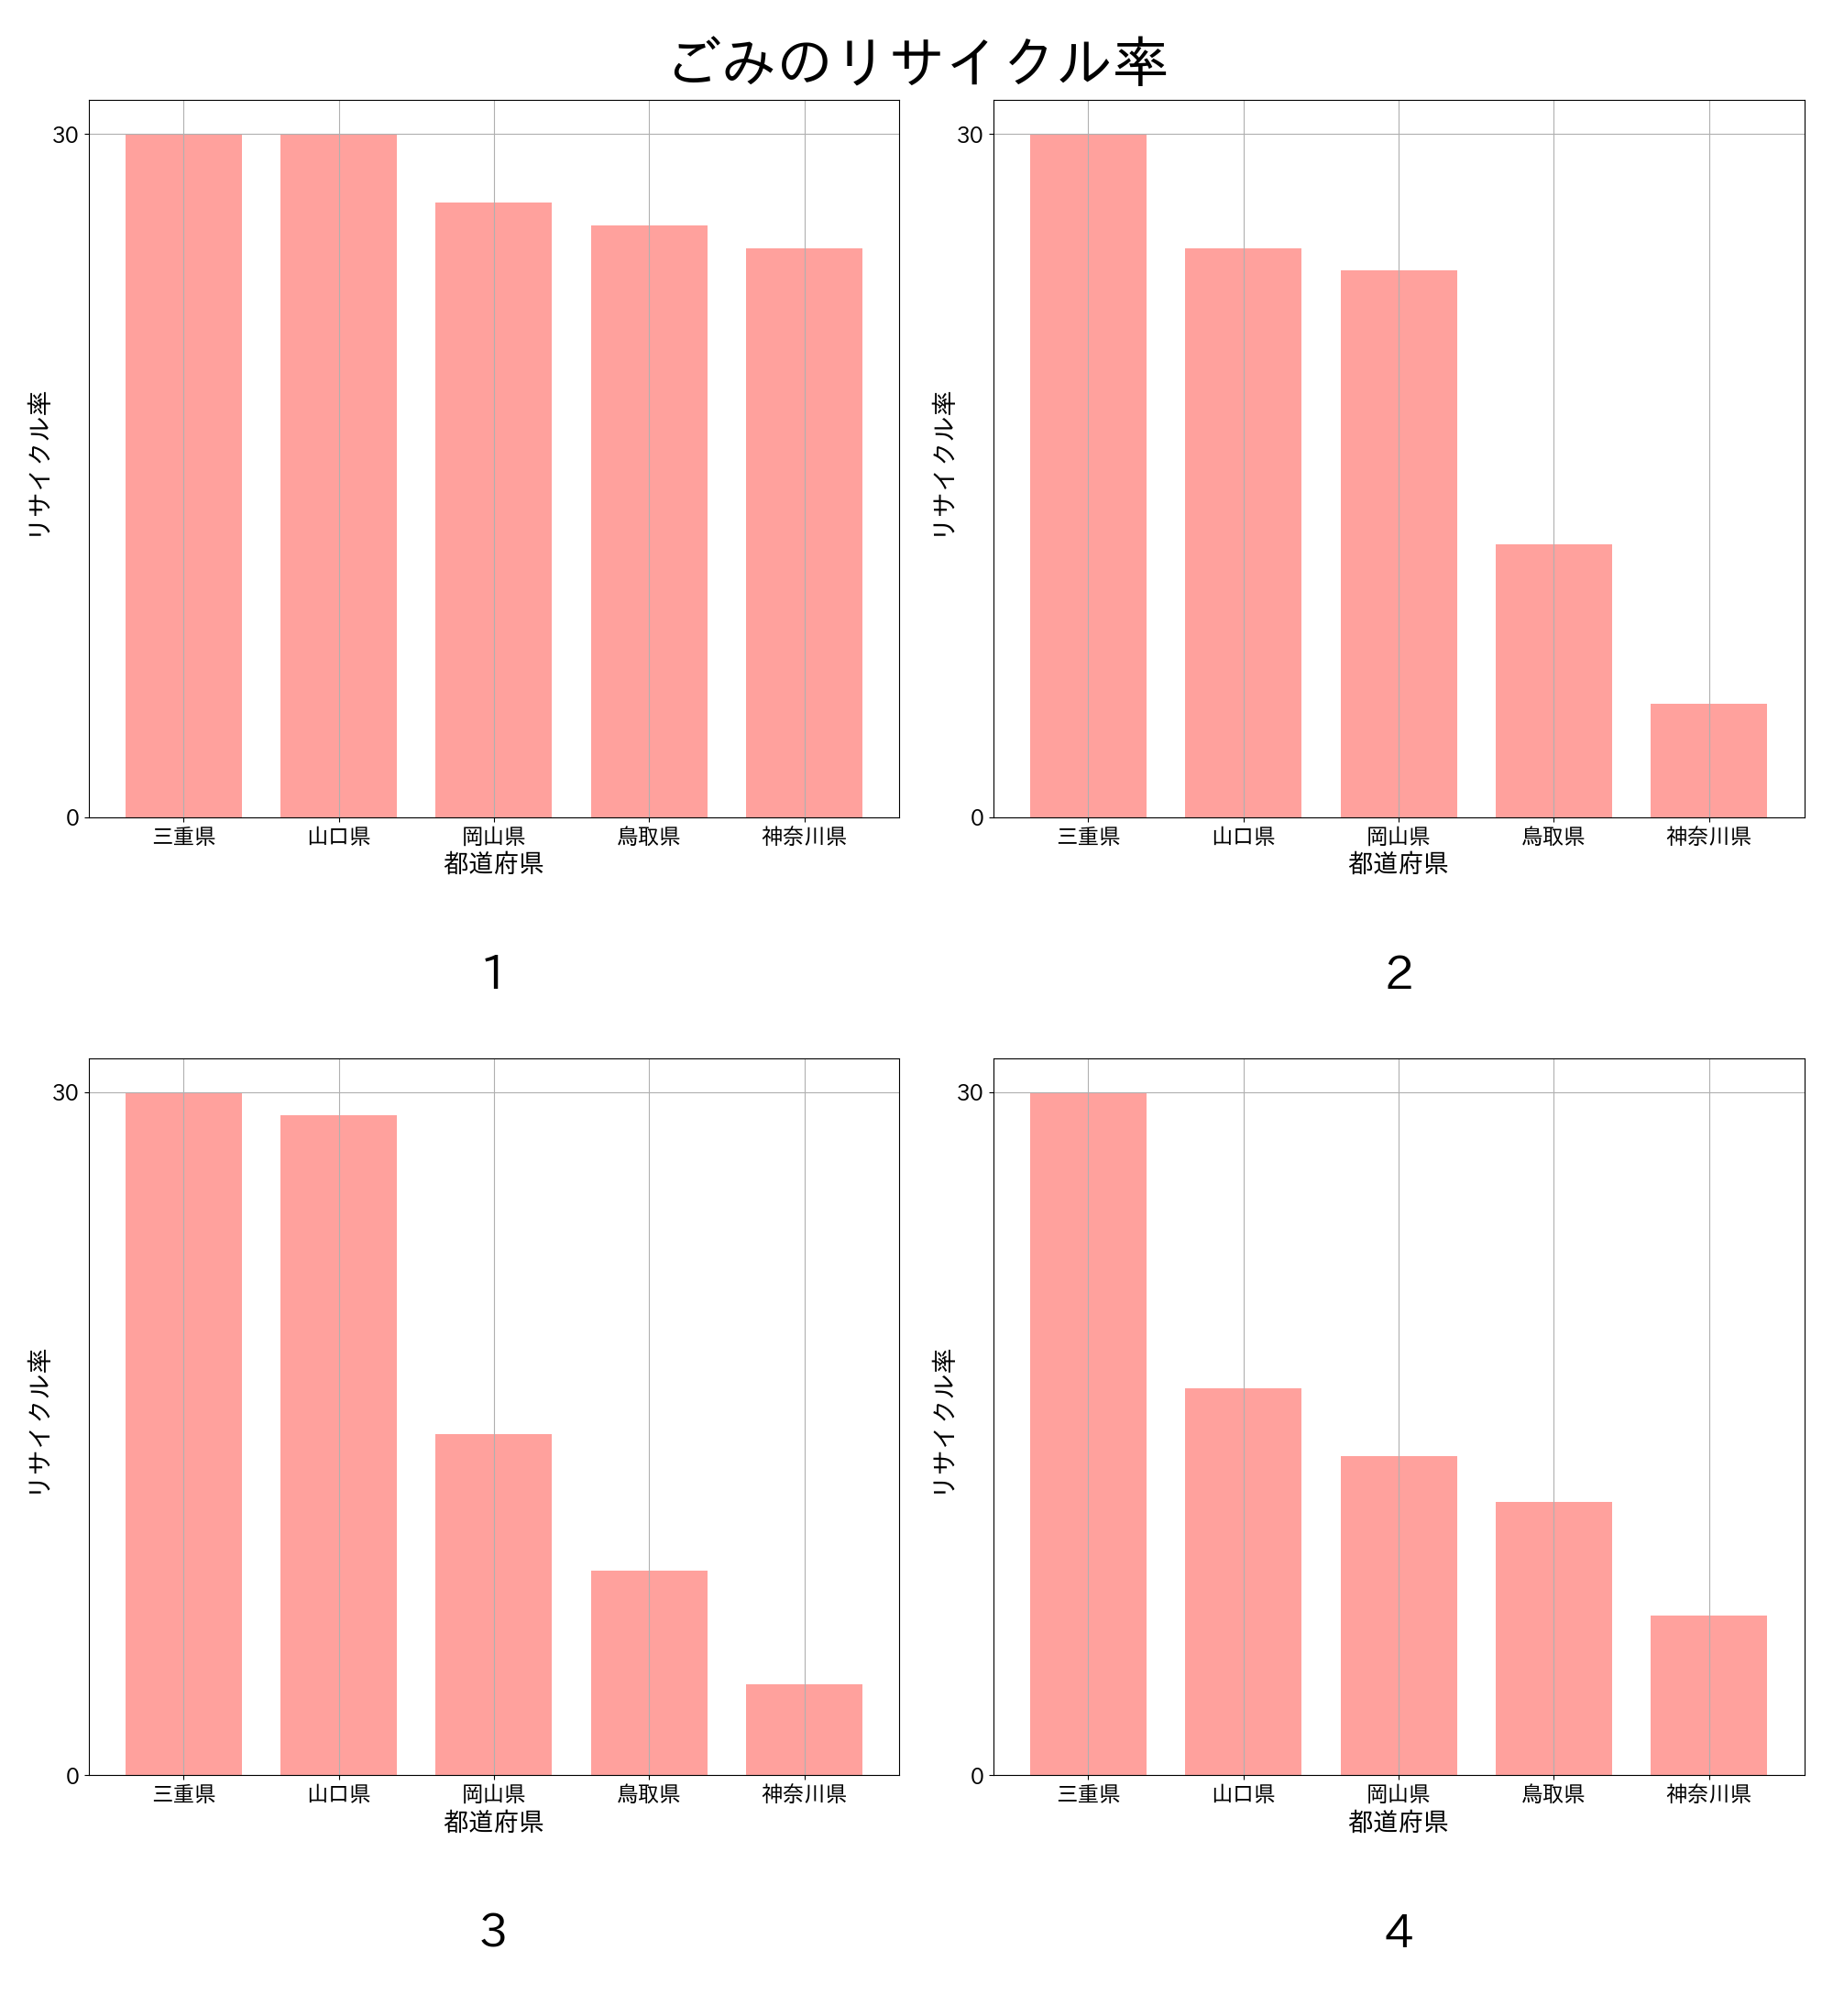 ごみのリサイクル率
30
0
リサイクル率
三重県 山口県 岡山県 鳥取県 神奈川県
都道府県
1
30
0
リサイクル率
三重県 山口県 岡山県 鳥取県 神奈川県
都道府県
2
30
0
リサイクル率
三重県 山口県 岡山県 鳥取県 神奈川県
都道府県
3
30
0
リサイクル率
三重県 山口県 岡山県 鳥取県 神奈川県
都道府県
4